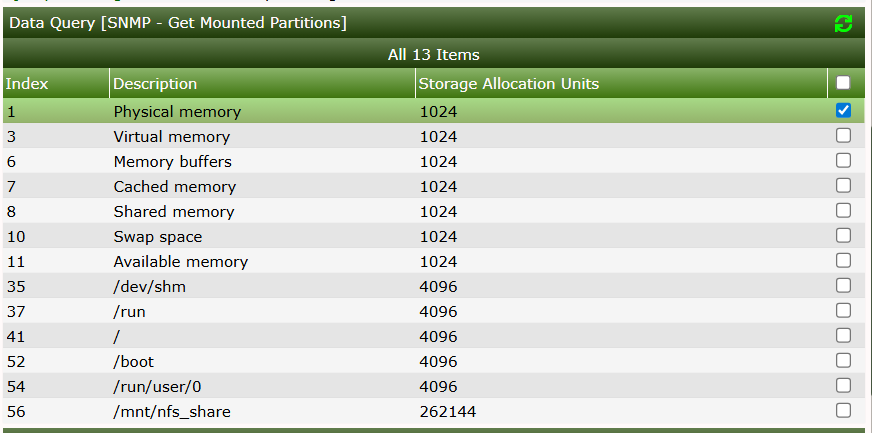 Data Query [SNMP - Get Mounted Partitions]
All 13 Items
Index Description Storage Allocation Units
1 Physical memory 1024
3 Virtual memory 1024
6 Memory buffers 1024
7 Cached memory 1024
8 Shared memory 1024
10 Swap space 1024
11 Available memory 1024
35 /dev/shm 4096
37 /run 4096
41 / 4096
52 /boot 4096
54 /run/user/0 4096
56 /mnt/nfs_share 262144